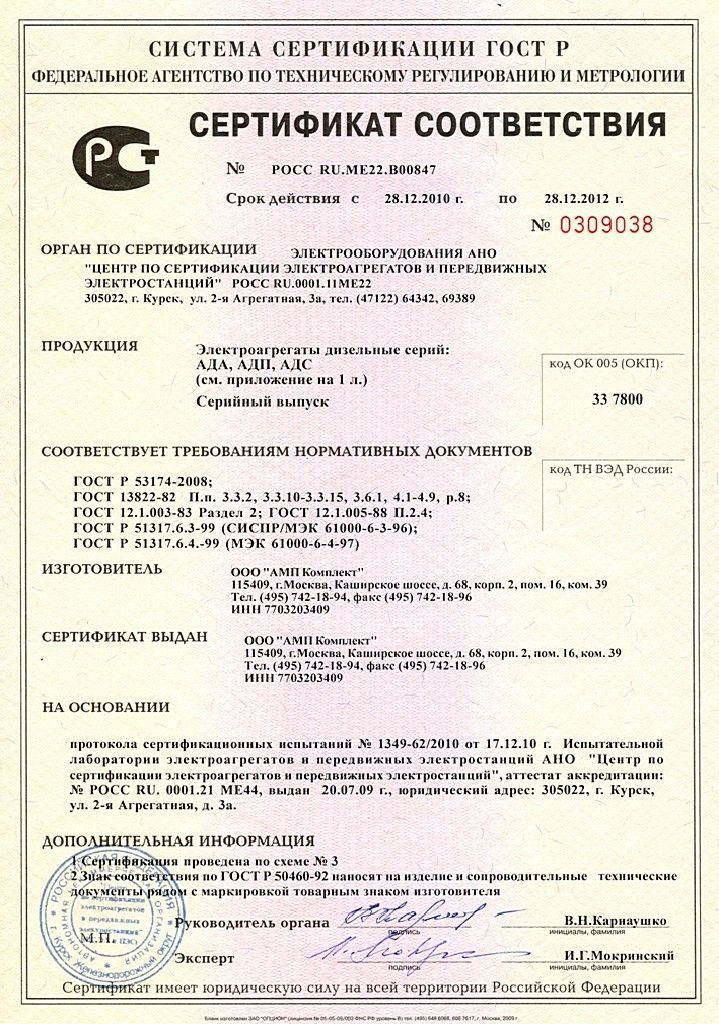 СИСТЕМА СЕРТИФИКАЦИИ ГОСТ Р
ФЕДЕРАЛЬНОЕ АГЕНТСТВО ПО ТЕХНИЧЕСКОМУ РЕГУЛИРОВАНИЮ И МЕТРОЛОГИИ
СЕРТИФИКАТ СООТВЕТСТВИЯ
РСТ
№ РОСС RU.МЕ22.В00847
Срок действия с 28.12.2010 г. по 28.12.2012 г.
№ 0309038
ОРГАН ПО СЕРТИФИКАЦИИ ЭЛЕКТРООБОРУДОВАНИЯ АНО
"ЦЕНТР ПО СЕРТИФИКАЦИИ ЭЛЕКТРОАГРЕГАТОВ И ПЕРЕДВИЖНЫХ
ЭЛЕКТРОСТАНЦИЙ" РОСС RU.0001.11МЕ22
305022, г. Курск, ул. 2-я Агрегатная, 3а, тел. (47122) 64342, 69389
ПРОДУКЦИЯ
Электроагрегаты дизельные серий:
АДА, АДП, АДС
(см. приложение на 1 л.)
Серийный выпуск
код ОК 005 (ОКП):
33 7800
СООТВЕТСТВУЕТ ТРЕБОВАНИЯМ НОРМАТИВНЫХ ДОКУМЕНТОВ
ГОСТ Р 53174-2008;
ГОСТ 13822-82 П.п. 3.3.2, 3.3.10-3.3.15, 3.6.1, 4.1-4.9, р.8;
ГОСТ 12.1.003-83 Раздел 2; ГОСТ 12.1.005-88 П.2.4;
ГОСТ Р 51317.6.3-99 (СИСПР/МЭК 61000-6-3-96);
ГОСТ Р 51317.6.4.-99 (МЭК 61000-6-4-97)
код ТН ВЭД России:
ИЗГОТОВИТЕЛЬ
ООО "АМП Комплект"
115409, г.Москва, Каширское шоссе, д. 68, корп. 2, пом. 16, ком. 39
Тел. (495) 742-18-94, факс (495) 742-18-96
ИНН 7703203409
СЕРТИФИКАТ ВЫДАН
ООО "АМП Комплект"
115409, г.Москва, Каширское шоссе, д. 68, корп. 2, пом. 16, ком. 39
Тел. (495) 742-18-94, факс (495) 742-18-96
ИНН 7703203409
НА ОСНОВАНИИ
протокола сертификационных испытаний № 1349-62/2010 от 17.12.10 г. Испытательной
лаборатории электроагрегатов и передвижных электростанций АНО "Центр по
сертификации электроагрегатов и передвижных электростанций", аттестат аккредитации:
№ РОСС RU. 0001.21 МЕ44, выдан 20.07.09 г., юридический адрес: 305022, г. Курск,
ул. 2-я Агрегатная, д. 3а.
ДОПОЛНИТЕЛЬНАЯ ИНФОРМАЦИЯ
1.Сертификация проведена по схеме № 3
2.Знак соответствия по ГОСТ Р 50460-92 наносят на изделие и сопроводительные технические
документы рядом с маркировкой товарным знаком изготовителя
М.П.
Руководитель органа
подпись
В.Н.Карнаушко
инициалы, фамилия
Эксперт
подпись
И.Г.Мокринский
инициалы, фамилия
Сертификат имеет юридическую силу на всей территории Российской Федерации